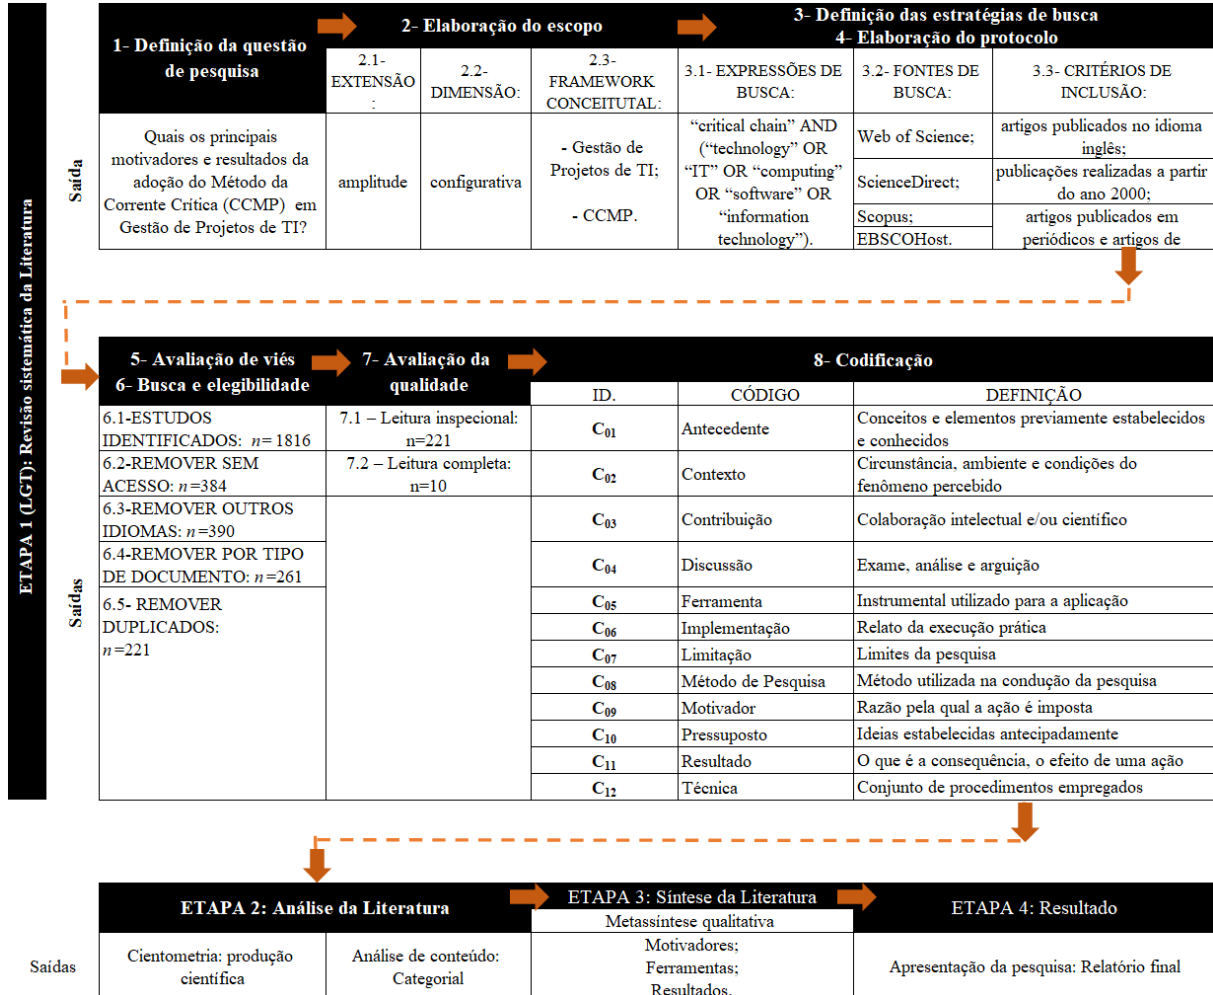 ETAPA 1 (LGT): Revisão sistemática da Literatura
1- Definição da questão
de pesquisa
2- Elaboração do escopo
3- Definição das estratégias de busca
4- Elaboração do protocolo
2.1-
EXTENSÃO
:
2.2-
DIMENSÃO:
2.3-
FRAMEWORK
CONCEITUTAL:
3.1- EXPRESSÕES DE
BUSCA:
3.2- FONTES DE
BUSCA:
3.3- CRITÉRIOS DE
INCLUSÃO:
Saída
Quais os principais
motivadores e resultados da
adoção do Método da
Corrente Crítica (CCMP) em
Gestão de Projetos de TI?
amplitude
configurativa
- Gestão de
Projetos de TI;
- CCMP.
“critical chain” AND
(“technology” OR
“IT” OR “computing”
OR “software” OR
“information
technology”).
Web of Science;
ScienceDirect;
Scopus;
EBSCOHost.
artigos publicados no idioma
inglês;
publicações realizadas a partir
do ano 2000;
artigos publicados em
periódicos e artigos de
5- Avaliação de viés
6- Busca e elegibilidade
7- Avaliação da
qualidade
8- Codificação
Saídas
6.1-ESTUDOS
IDENTIFICADOS: n= 1816
6.2-REMOVER SEM
ACESSO: n=384
6.3-REMOVER OUTROS
IDIOMAS: n=390
6.4-REMOVER POR TIPO
DE DOCUMENTO: n=261
6.5- REMOVER
DUPLICADOS:
n=221
7.1 – Leitura inspecional:
n=221
7.2 – Leitura completa:
n=10
ID. CÓDIGO DEFINIÇÃO
C01 Antecedente Conceitos e elementos previamente estabelecidos
e conhecidos
C02 Contexto Circunstância, ambiente e condições do
fenômeno percebido
C03 Contribuição Colaboração intelectual e/ou científico
C04 Discussão Exame, análise e arguição
C05 Ferramenta Instrumental utilizado para a aplicação
C06 Implementação Relato da execução prática
C07 Limitação Limites da pesquisa
C08 Método de Pesquisa Método utilizada na condução da pesquisa
C09 Motivador Razão pela qual a ação é imposta
C10 Pressuposto Ideias estabelecidas antecipadamente
C11 Resultado O que é a consequência, o efeito de uma ação
C12 Técnica Conjunto de procedimentos empregados
ETAPA 2: Análise da Literatura
ETAPA 3: Síntese da Literatura
Metassíntese qualitativa
ETAPA 4: Resultado
Saídas
Cientometria: produção
científica
Análise de conteúdo:
Categorial
Motivadores;
Ferramentas;
Resultados.
Apresentação da pesquisa: Relatório final